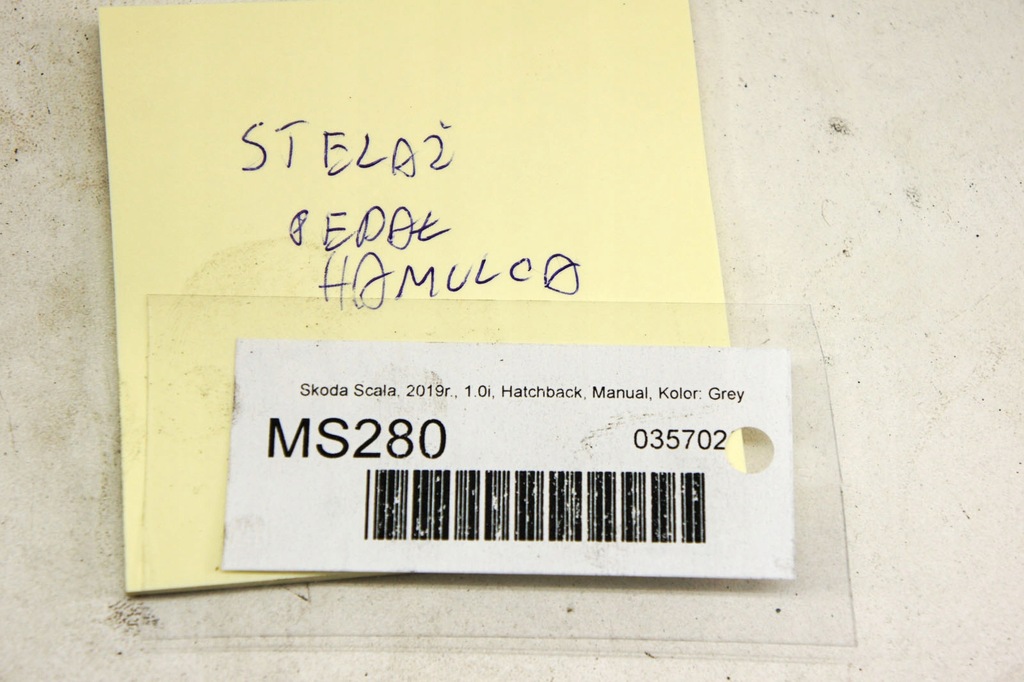 STELAŻ
PEDAŁ
HAMULCA
Skoda Scala, 2019r., 1.0i, Hatchback, Manual, Kolor: Grey
MS280 035702